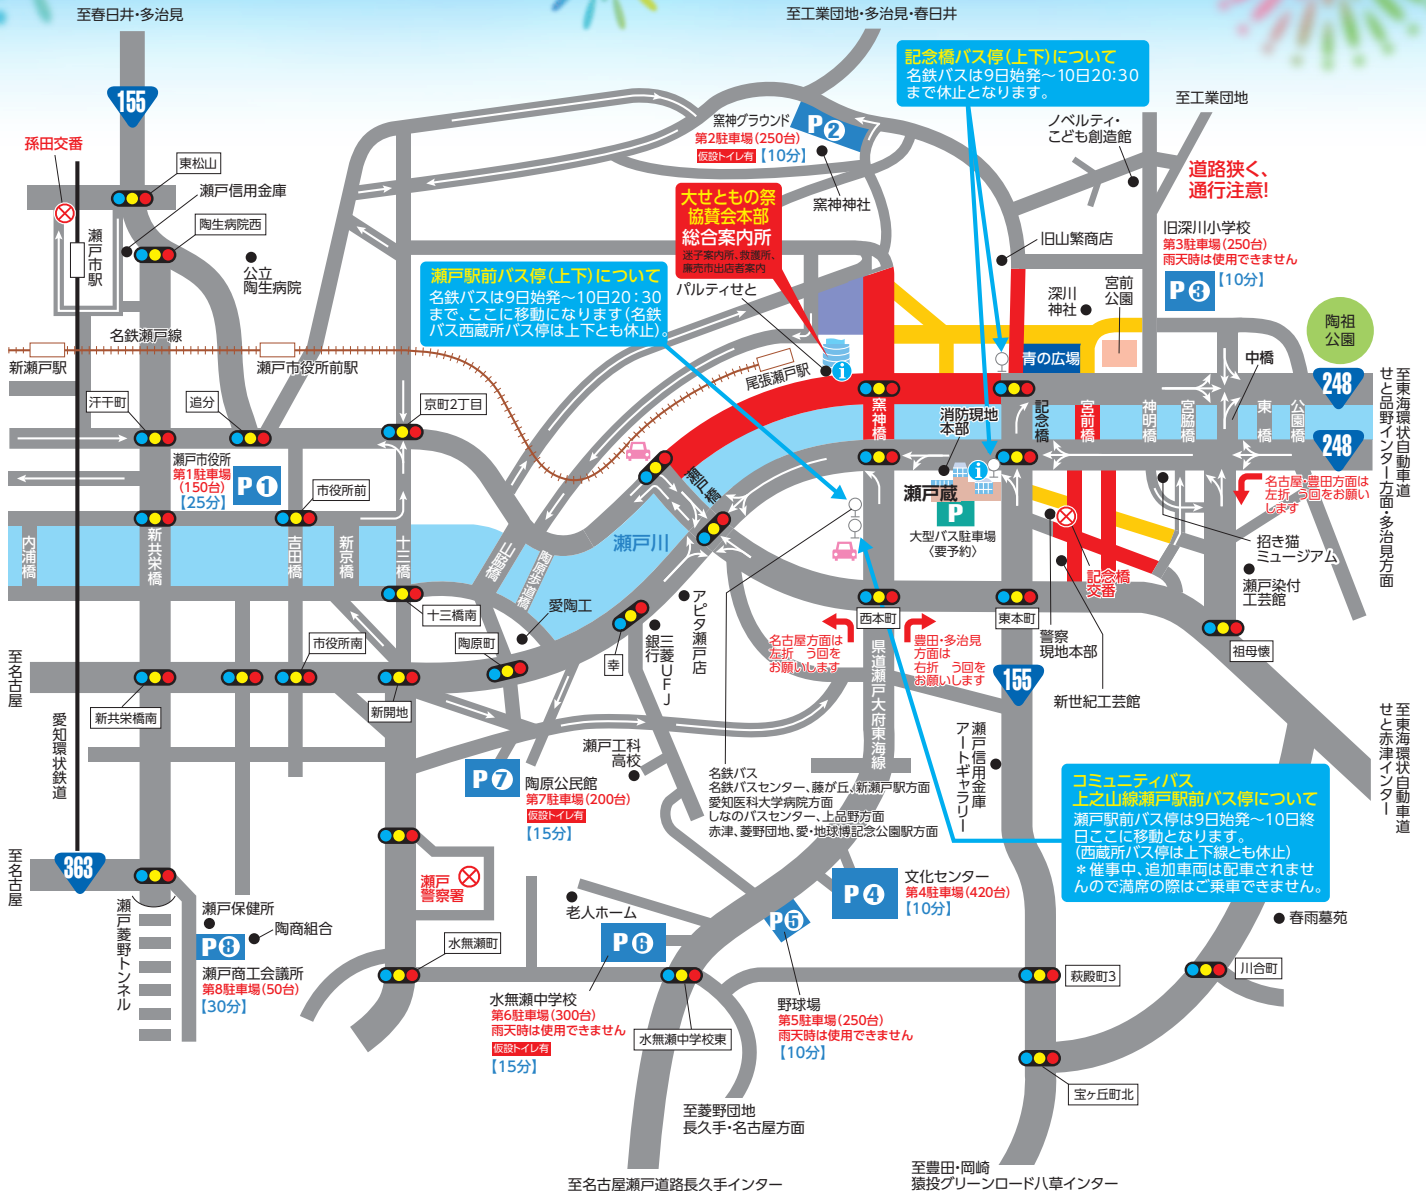 至春日井・多治見
至工業団地・多治見・春日井
記念橋バス停(上下)について
名鉄バスは9日始発～10日20:30
まで休止となります。
至工業団地
155
孫田交番
東松山
瀬戸信用金庫
陶生病院西
瀬戸市駅
公立
陶生病院
窯神グラウンド
第2駐車場(250台)
仮設トイレ有【10分】
P2
窯神神社
ノベルティ・
こども創造館
道路狭く、
通行注意!
大せともの祭
協賛会本部
総合案内所
迷子案内所、救護所、
廉売市出店者案内
パルティせと
旧山繁商店
旧深川小学校
第3駐車場(250台)
雨天時は使用できません
P3
【10分】
瀬戸駅前バス停(上下)について
名鉄バスは9日始発～10日20:30
まで、ここに移動になります(名鉄
バス西蔵所バス停は上下とも休止)。
深川
神社
宮前
公園
陶祖
公園
名鉄瀬戸線
新瀬戸駅
瀬戸市役所前駅
尾張瀬戸駅
青の広場
中橋
248
248
至東海環状自動車道
せと品野インター方面・多治見方面
汗干町
追分
京町2丁目
窯神橋
消防現地
本部
記念橋
宮前橋
神明橋
宮脇橋
東橋
公園橋
瀬戸市役所
第1駐車場
(150台)
【25分】
P1
市役所前
瀬戸橋
瀬戸蔵
P
大型バス駐車場
〈要予約〉
名古屋・豊田方面は
左折 う回をお願い
します
内浦橋
新共栄橋
吉田橋
新京橋
十三橋
山脇橋
陶原歩道橋
瀬戸川
招き猫
ミュージアム
瀬戸染付
工芸館
記念橋
交番
愛陶工
アピタ瀬戸店
三菱UFJ
銀行
十三橋南
陶原町
幸
市役所南
西本町
東本町
名古屋方面は
左折 う回を
お願いします
豊田・多治見
方面は
右折 う回を
お願いします
警察
現地本部
祖母懐
至名古屋
新共栄橋南
新開地
県道瀬戸大府東海線
155
新世紀工芸館
愛知環状鉄道
瀬戸工科
高校
瀬戸信用金庫
アートギャラリー
至東海環状自動車道
せと赤津インター
P7
陶原公民館
第7駐車場(200台)
仮設トイレ有
【15分】
名鉄バス
名鉄バスセンター、藤が丘、新瀬戸駅方面
愛知医科大学病院方面
しなのバスセンター、上品野方面
赤津、菱野団地、愛・地球博記念公園駅方面
コミュニティバス
上之山線瀬戸駅前バス停について
瀬戸駅前バス停は9日始発～10日終
日ここに移動となります。
(西蔵所バス停は上下線とも休止)
＊催事中、追加車両は配車されませ
んので満席の際はご乗車できません。
至名古屋
363
瀬戸
警察署
P4
文化センター
第4駐車場(420台)
【10分】
瀬戸菱野トンネル
瀬戸保健所
陶商組合
P8
瀬戸商工会議所
第8駐車場(50台)
【30分】
老人ホーム
P5
P6
春雨墓苑
水無瀬町
萩殿町3
川合町
水無瀬中学校
第6駐車場(300台)
雨天時は使用できません
仮設トイレ有
【15分】
水無瀬中学校東
野球場
第5駐車場(250台)
雨天時は使用できません
【10分】
宝ヶ丘町北
至菱野団地
長久手・名古屋方面
至名古屋瀬戸道路長久手インター
至豊田・岡崎
猿投グリーンロード八草インター